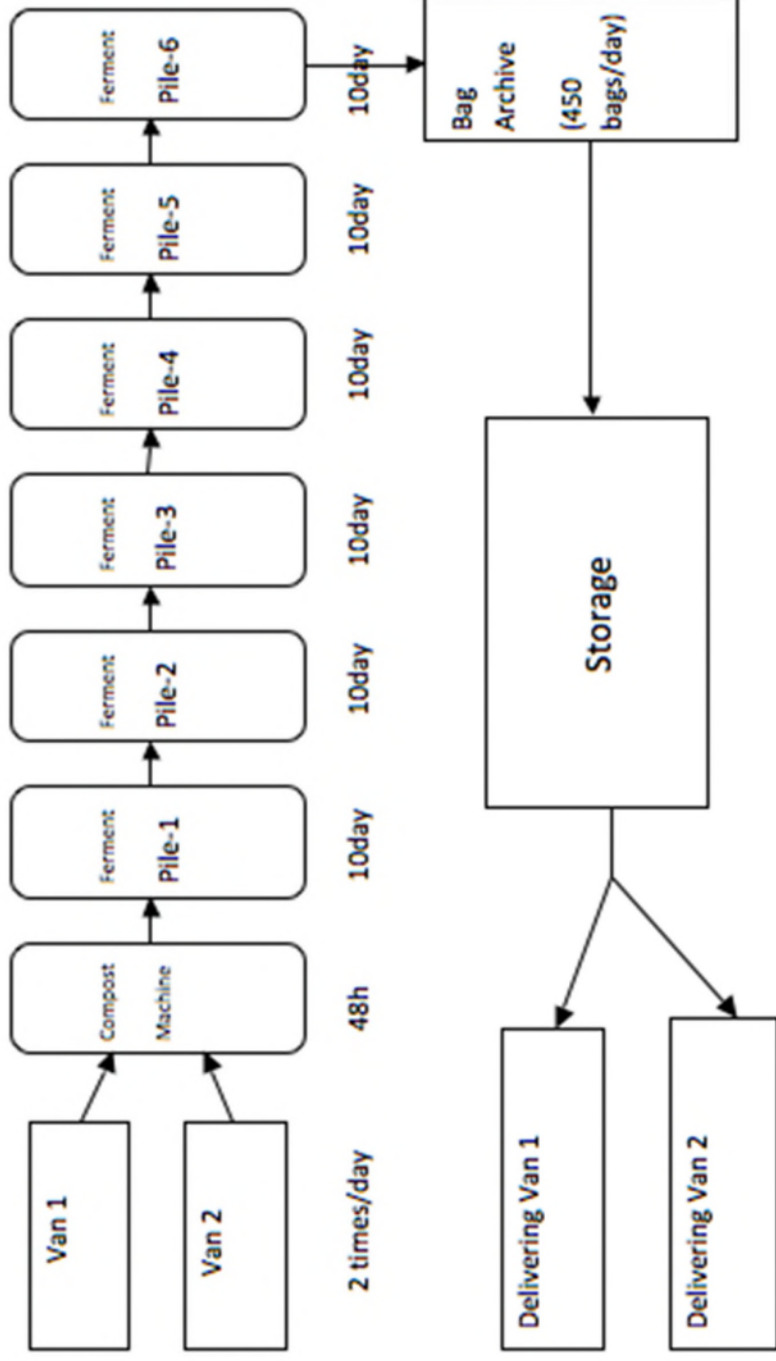 Van 1
Van 2
2 times/day
Compost
Machine
48h
Ferment
Pile-1
10day
Ferment
Pile-2
10day
Ferment
Pile-3
10day
Ferment
Pile-4
10day
Ferment
Pile-5
10day
Ferment
Pile-6
10day
Bag
Archive
(450
bags/day)
Storage
Delivering Van 1
Delivering Van 2